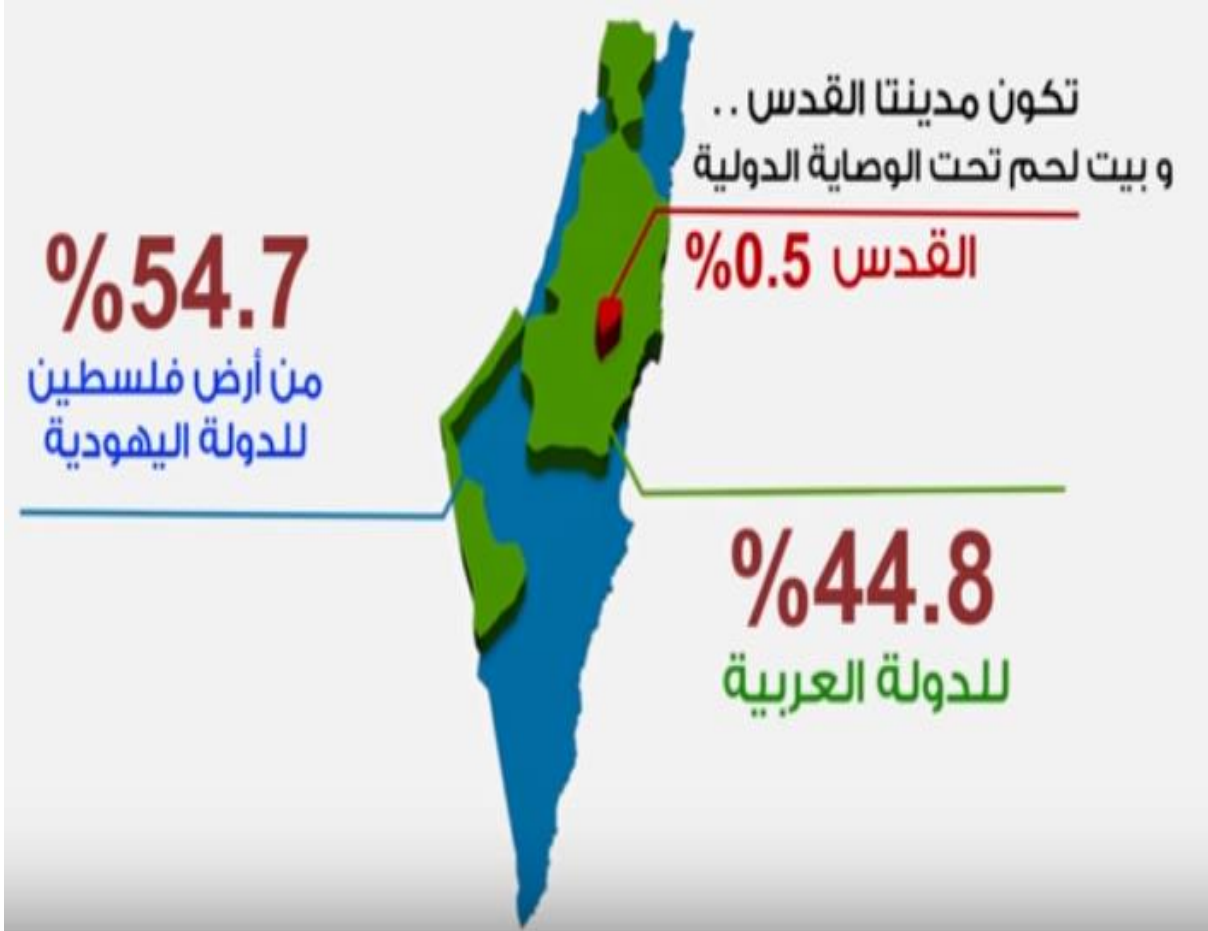 تكون مدينتا القدس ..
و بيت لحم تحت الوصاية الدولية
القدس 0.5%
%54.7
من أرض فلسطين
للدولة اليهودية
%44.8
للدولة العربية